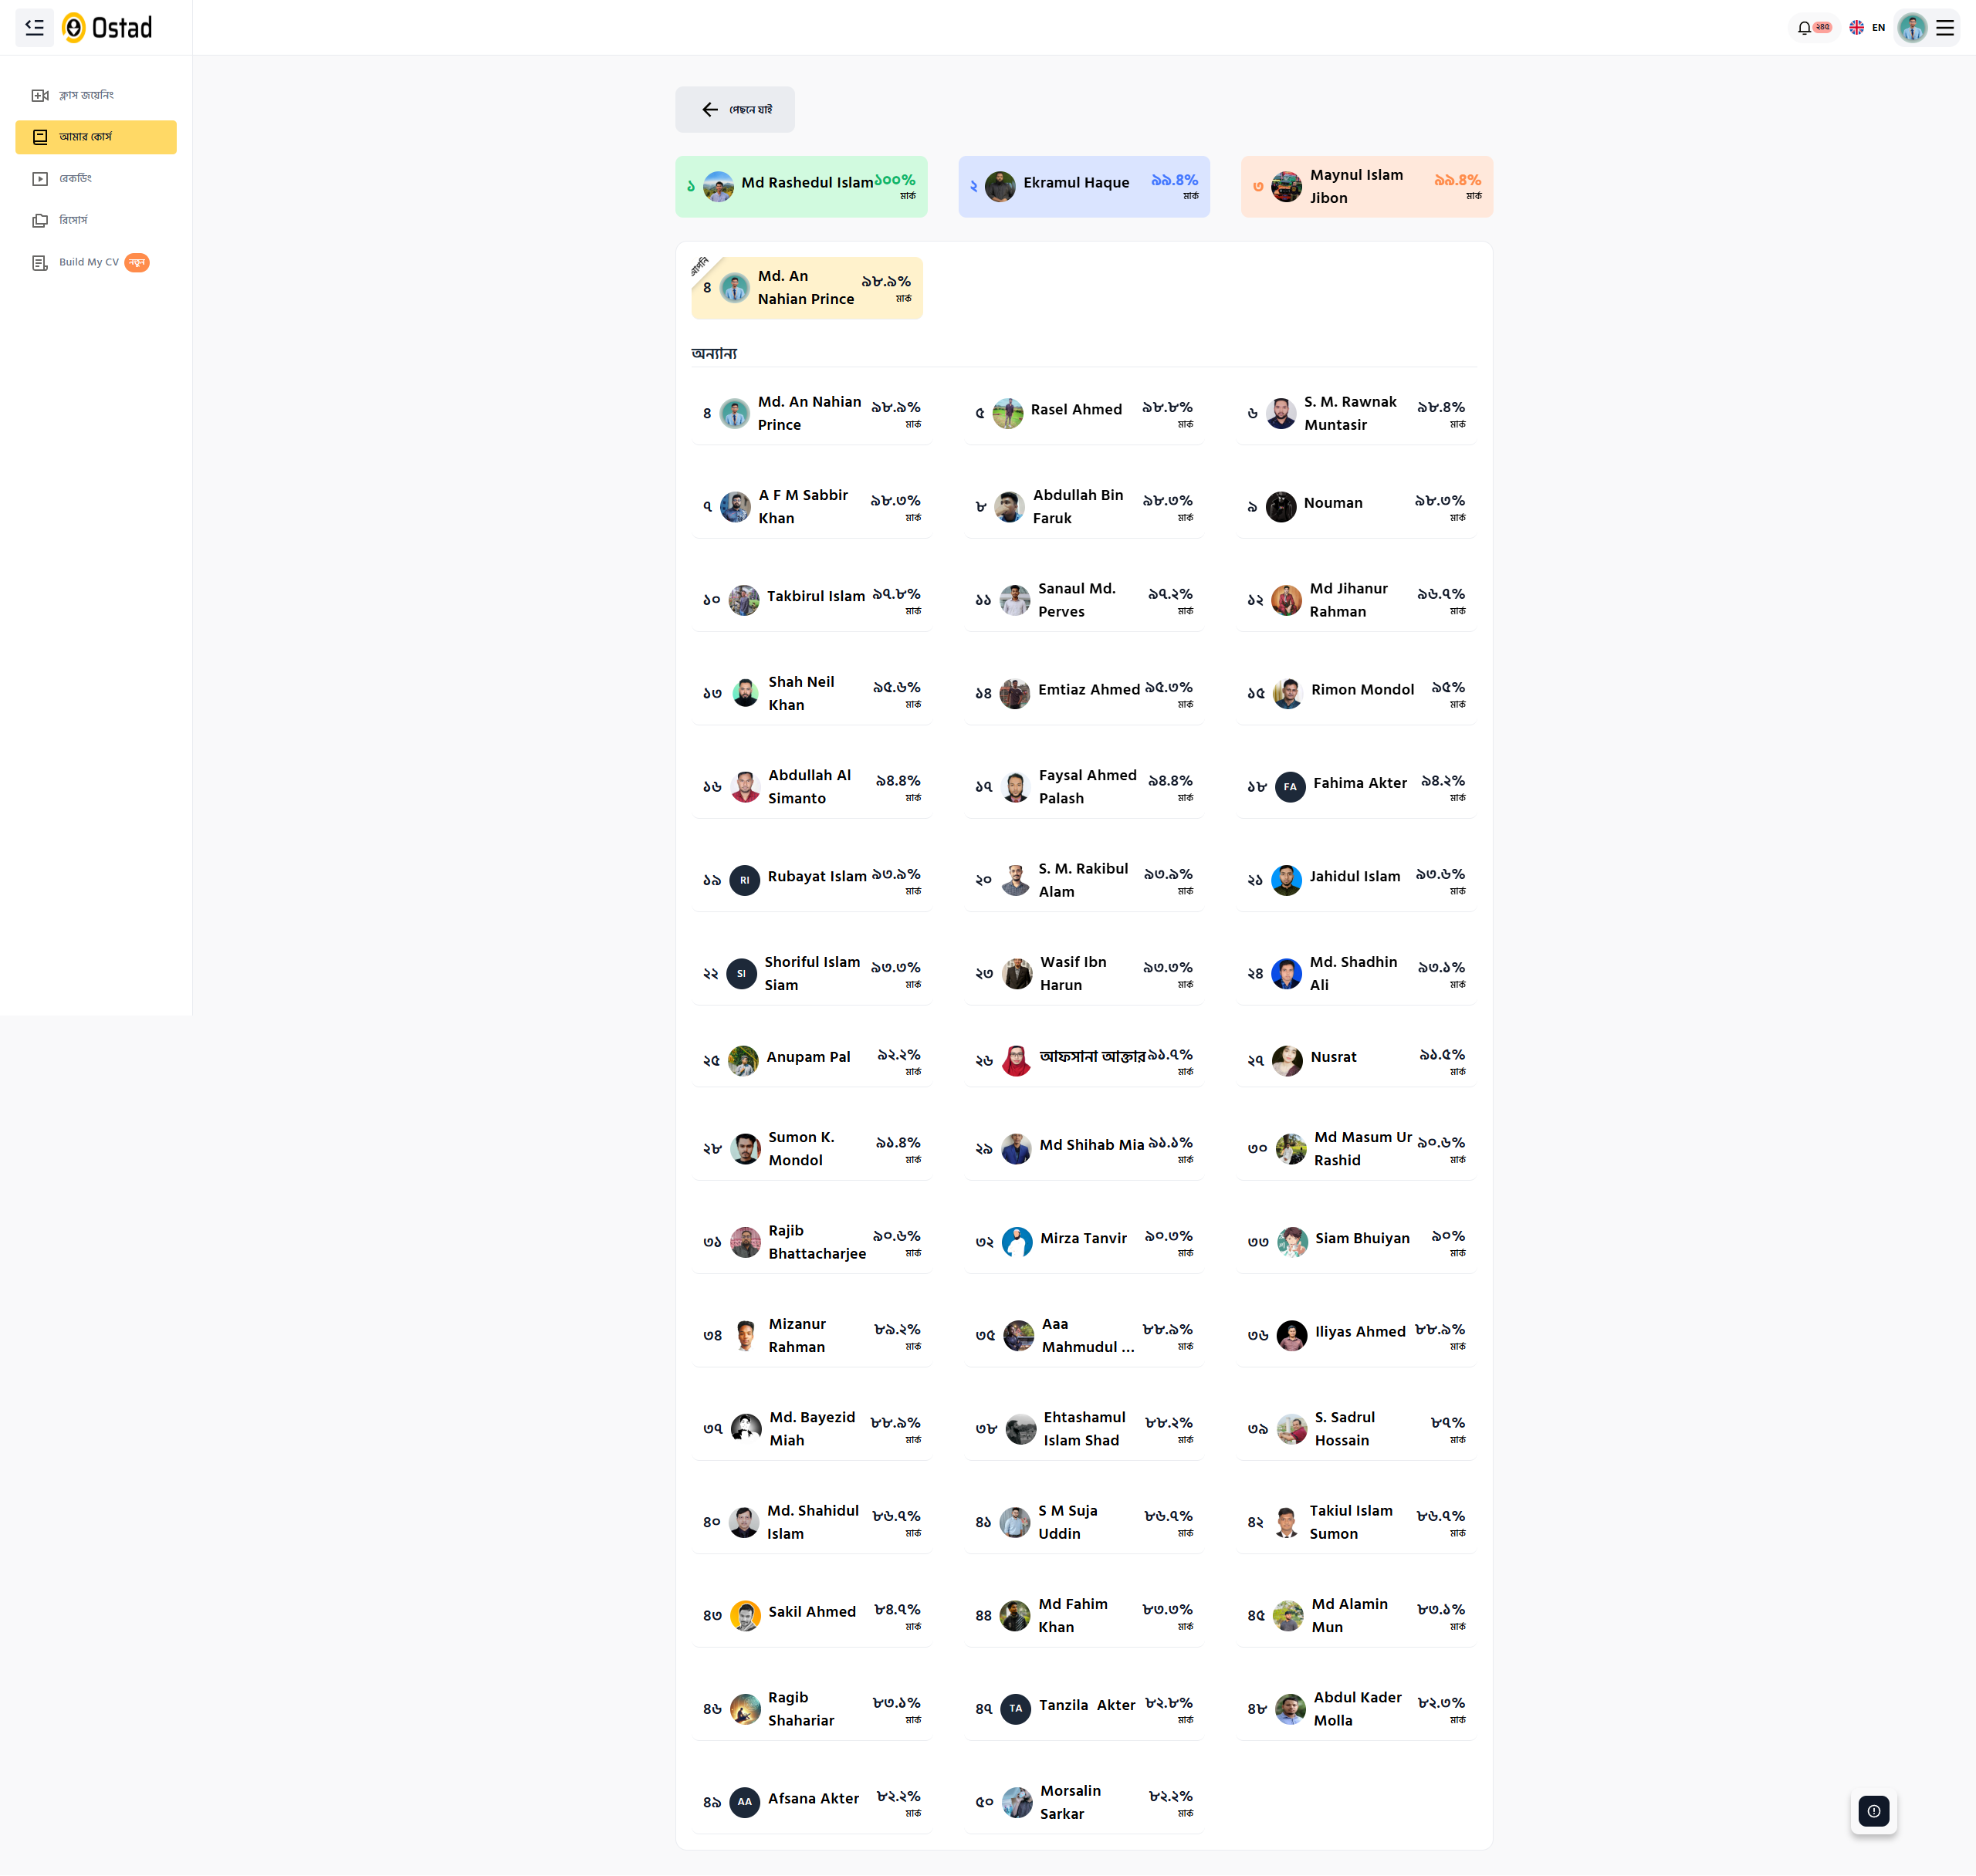 Ostad
২৪৫
EN
ক্লাস জয়েনিং
আমার কোর্স
রেকর্ডিং
রিসোর্স
Build My CV নতুন
পেছনে যাই
১ Md Rashedul Islam ১০০%
মার্ক
২ Ekramul Haque ৯৯.৪%
মার্ক
৩ Maynul Islam Jibon ৯৯.৪%
মার্ক
আপনি
৪ Md. An Nahian Prince ৯৮.৯%
মার্ক
অন্যান্য
৪ Md. An Nahian Prince ৯৮.৯%
মার্ক
৫ Rasel Ahmed ৯৮.৮%
মার্ক
৬ S. M. Rawnak Muntasir ৯৮.৪%
মার্ক
৭ A F M Sabbir Khan ৯৮.৩%
মার্ক
৮ Abdullah Bin Faruk ৯৮.৩%
মার্ক
৯ Nouman ৯৮.৩%
মার্ক
১০ Takbirul Islam ৯৭.৮%
মার্ক
১১ Sanaul Md. Perves ৯৭.২%
মার্ক
১২ Md Jihanur Rahman ৯৬.৭%
মার্ক
১৩ Shah Neil Khan ৯৫.৬%
মার্ক
১৪ Emtiaz Ahmed ৯৫.৩%
মার্ক
১৫ Rimon Mondol ৯৫%
মার্ক
১৬ Abdullah Al Simanto ৯৪.৪%
মার্ক
১৭ Faysal Ahmed Palash ৯৪.৪%
মার্ক
১৮ FA Fahima Akter ৯৪.২%
মার্ক
১৯ RI Rubayat Islam ৯৩.৯%
মার্ক
২০ S. M. Rakibul Alam ৯৩.৯%
মার্ক
২১ Jahidul Islam ৯৩.৬%
মার্ক
২২ SI Shoriful Islam Siam ৯৩.৩%
মার্ক
২৩ Wasif Ibn Harun ৯৩.৩%
মার্ক
২৪ Md. Shadhin Ali ৯৩.১%
মার্ক
২৫ Anupam Pal ৯২.২%
মার্ক
২৬ আফসানা আক্তার ৯১.৭%
মার্ক
২৭ Nusrat ৯১.৫%
মার্ক
২৮ Sumon K. Mondol ৯১.৪%
মার্ক
২৯ Md Shihab Mia ৯১.১%
মার্ক
৩০ Md Masum Ur Rashid ৯০.৬%
মার্ক
৩১ Rajib Bhattacharjee ৯০.৬%
মার্ক
৩২ Mirza Tanvir ৯০.৩%
মার্ক
৩৩ Siam Bhuiyan ৯০%
মার্ক
৩৪ Mizanur Rahman ৮৯.২%
মার্ক
৩৫ Aaa Mahmudul ... ৮৮.৯%
মার্ক
৩৬ Iliyas Ahmed ৮৮.৯%
মার্ক
৩৭ Md. Bayezid Miah ৮৮.৯%
মার্ক
৩৮ Ehtashamul Islam Shad ৮৮.২%
মার্ক
৩৯ S. Sadrul Hossain ৮৭%
মার্ক
৪০ Md. Shahidul Islam ৮৬.৭%
মার্ক
৪১ S M Suja Uddin ৮৬.৭%
মার্ক
৪২ Takiul Islam Sumon ৮৬.৭%
মার্ক
৪৩ Sakil Ahmed ৮৪.৭%
মার্ক
৪৪ Md Fahim Khan ৮৩.৩%
মার্ক
৪৫ Md Alamin Mun ৮৩.১%
মার্ক
৪৬ Ragib Shahariar ৮৩.১%
মার্ক
৪৭ TA Tanzila Akter ৮২.৮%
মার্ক
৪৮ Abdul Kader Molla ৮২.৩%
মার্ক
৪৯ AA Afsana Akter ৮২.২%
মার্ক
৫০ Morsalin Sarkar ৮২.২%
মার্ক